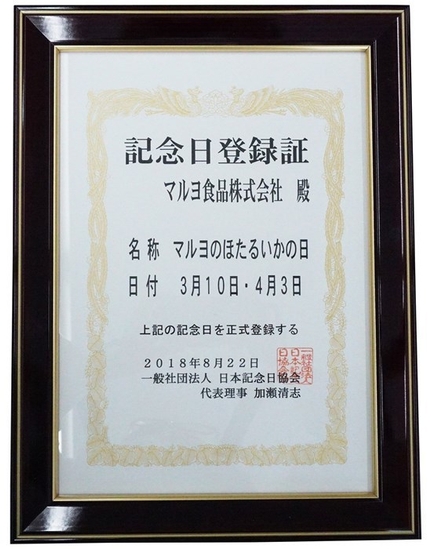 記念日登録証
マルヨ食品株式会社 殿
名称 マルヨのほたるいかの日
日付 3月10日・4月3日
上記の記念日を正式登録する
2018年8月22日
一般社団法人 日本記念日協会
代表理事 加瀬清志